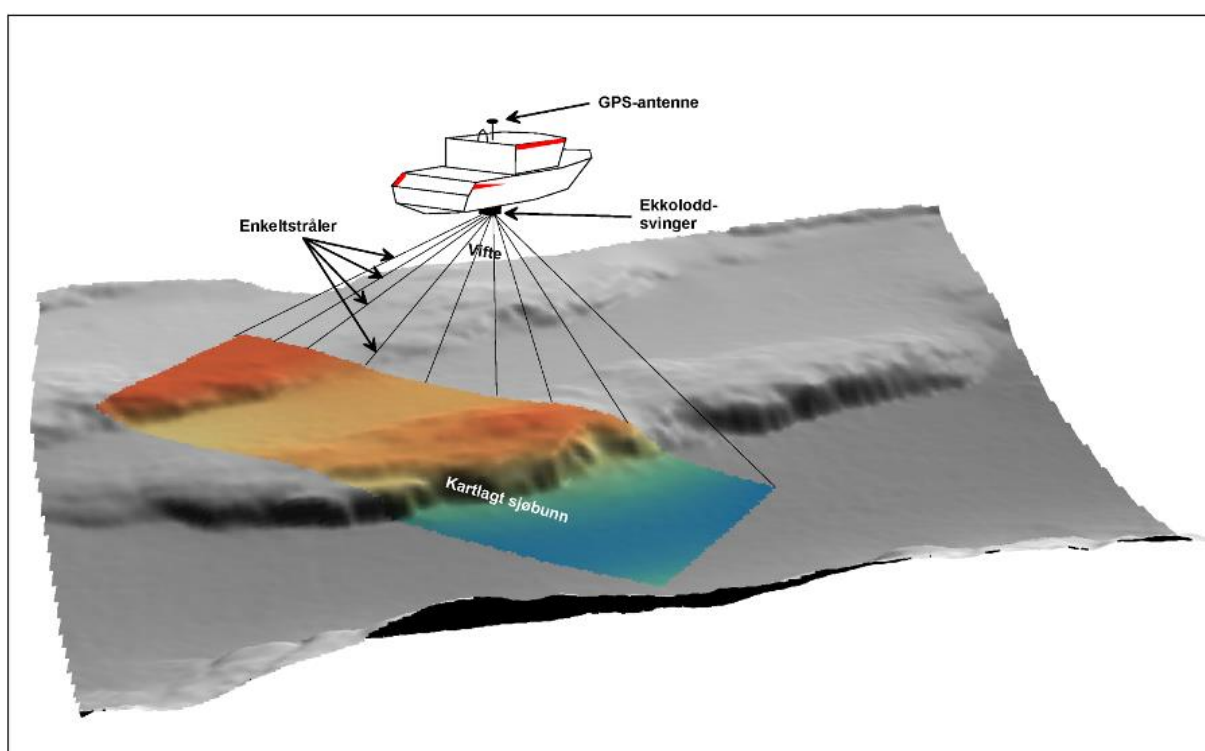 GPS-antenne
Ekkolodd-
svinger
Enkeltstråler
Vifte
Kartlagt sjøbunn